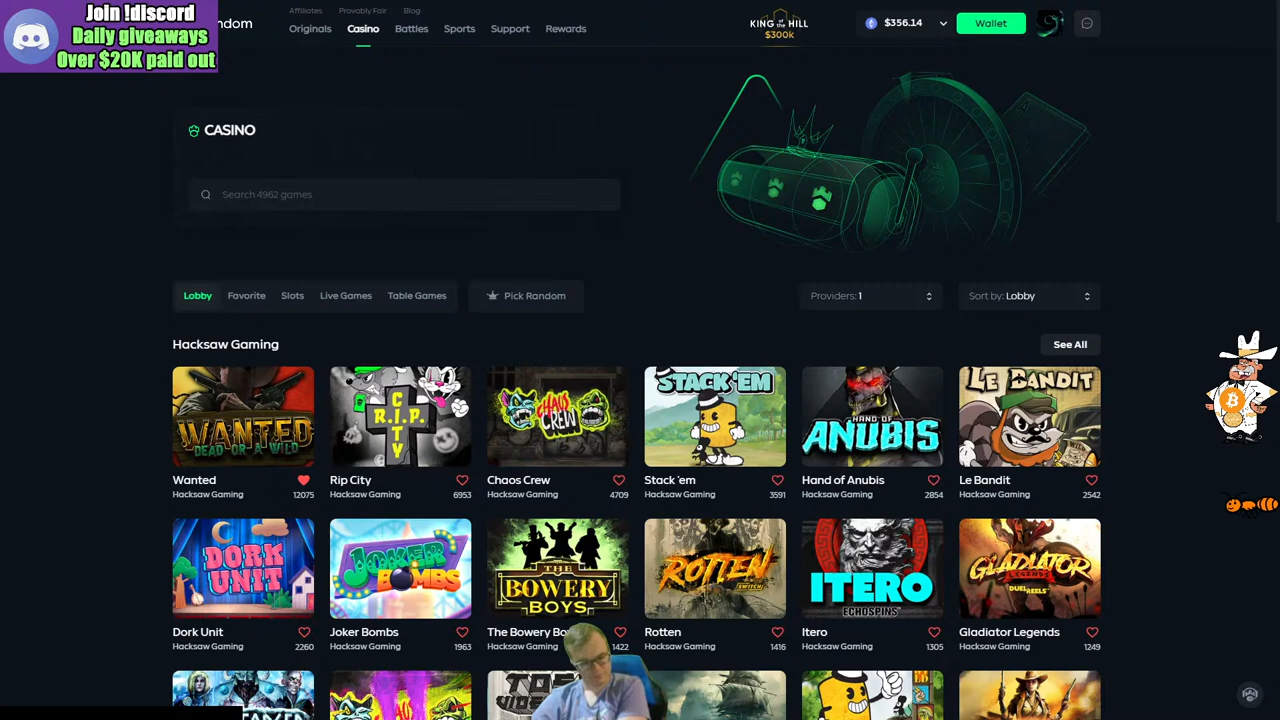 Join !discord
Daily giveaways
Over $20K paid out
ndom
Affiliates
Provably Fair
Blog
Originals
Casino
Battles
Sports
Support
Rewards
KING OF THE HILL
$300k
$356.14
Wallet
CASINO
Search 4962 games
Lobby
Favorite
Slots
Live Games
Table Games
Pick Random
Providers: 1
Sort by: Lobby
Hacksaw Gaming
See All
WANTED
DEAD OR A WILD
R.I.P.
CITY
CHAOS
CREW
STACK 'EM
HAND OF
ANUBIS
LE BANDIT
Wanted
Hacksaw Gaming
12075
Rip City
Hacksaw Gaming
6953
Chaos Crew
Hacksaw Gaming
4709
Stack 'em
Hacksaw Gaming
3591
Hand of Anubis
Hacksaw Gaming
2854
Le Bandit
Hacksaw Gaming
2542
DORK
UNIT
JOKER
BOMBS
THE
BOWERY
BOYS
ROTTEN
SWITCH
ITERO
ECHOSPINS
GLADIATOR
LEGENDS
DUELREELS
Dork Unit
Hacksaw Gaming
2260
Joker Bombs
Hacksaw Gaming
1963
The Bowery Bo
Hacksaw Gaming
1422
Rotten
Hacksaw Gaming
1416
Itero
Hacksaw Gaming
1305
Gladiator Legends
Hacksaw Gaming
1249